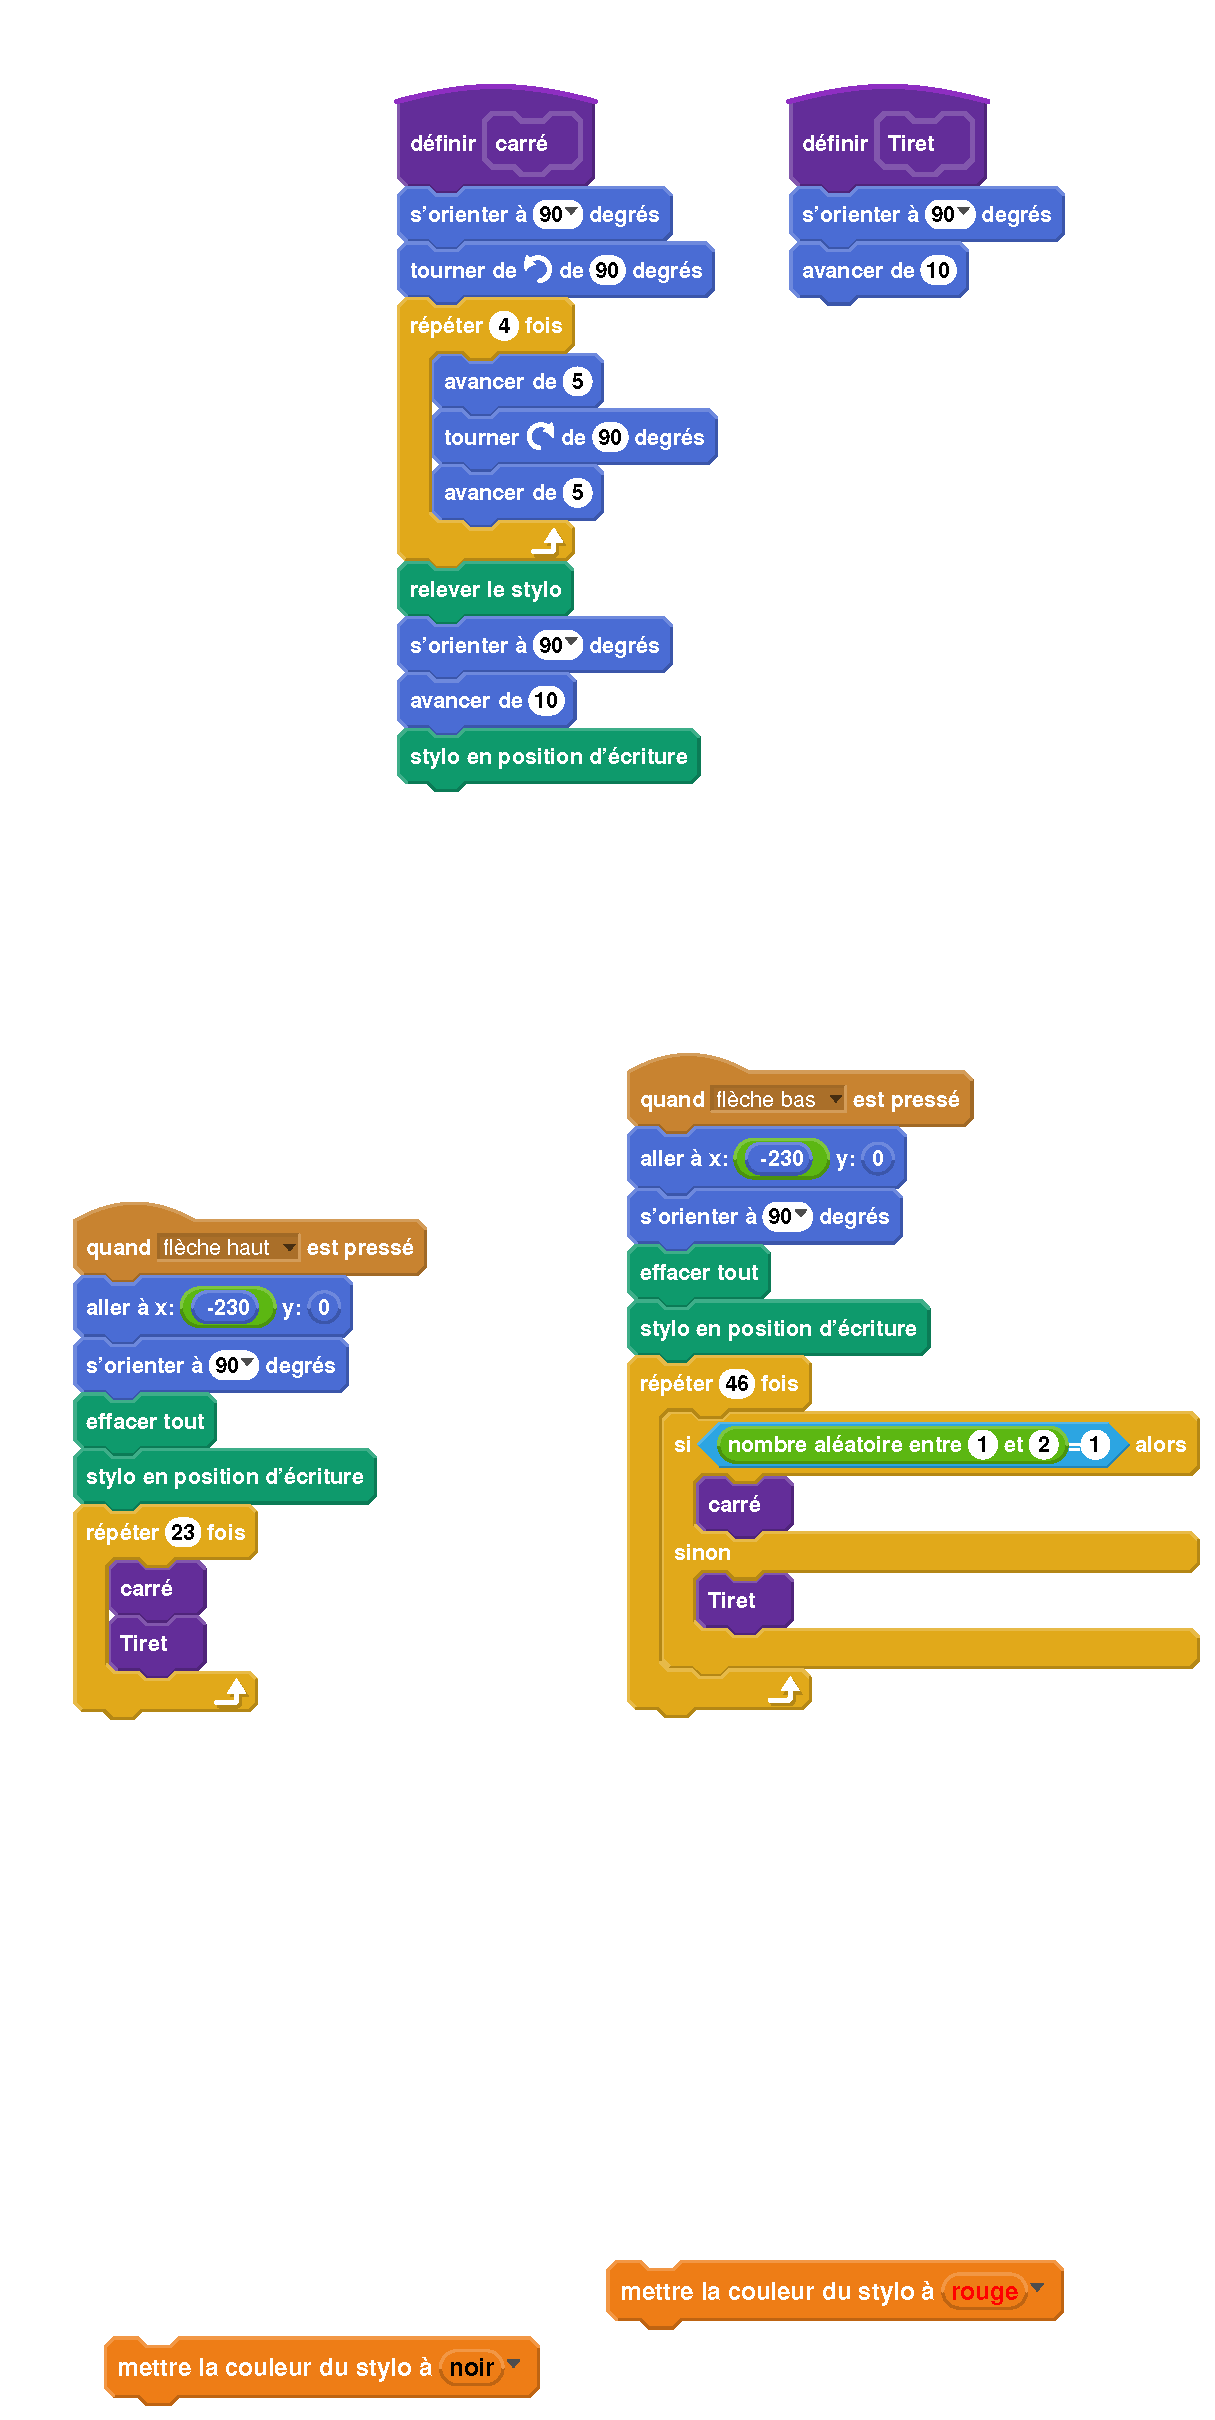 définir carré
s'orienter à 90 degrés
tourner de de 90 degrés
répéter 4 fois
avancer de 5
tourner de 90 degrés
avancer de 5
relever le stylo
s'orienter à 90 degrés
avancer de 10
stylo en position d'écriture
définir Tiret
s'orienter à 90 degrés
avancer de 10
quand flèche haut est pressé
aller à x: -230 y: 0
s'orienter à 90 degrés
effacer tout
stylo en position d'écriture
répéter 23 fois
carré
Tiret
quand flèche bas est pressé
aller à x: -230 y: 0
s'orienter à 90 degrés
effacer tout
stylo en position d'écriture
répéter 46 fois
si nombre aléatoire entre 1 et 2 = 1 alors
carré
sinon
Tiret
mettre la couleur du stylo à rouge
mettre la couleur du stylo à noir